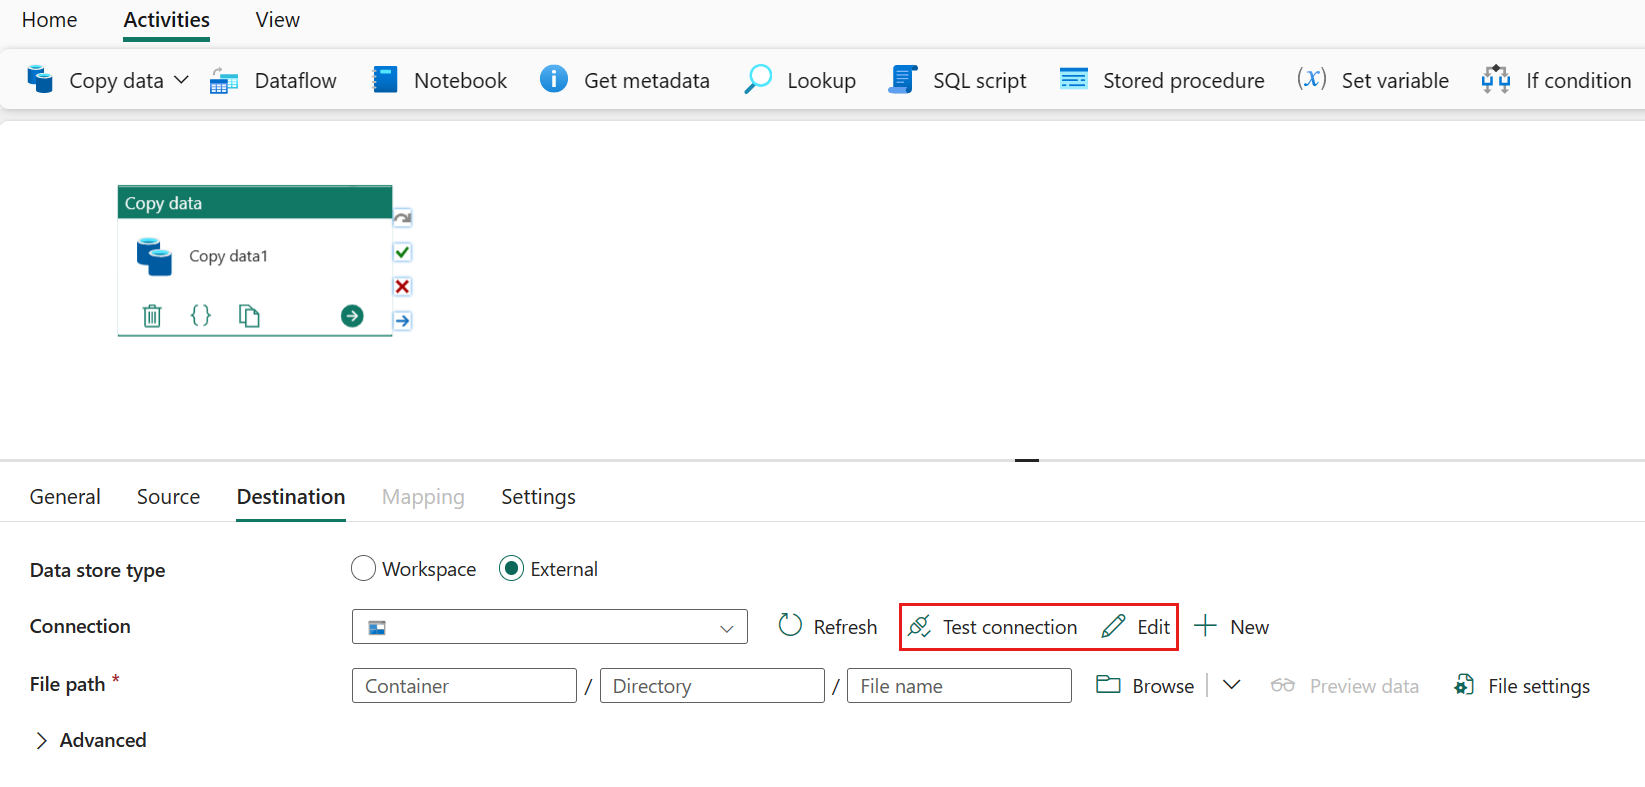 Home Activities View
Copy data Dataflow Notebook Get metadata Lookup SQL script Stored procedure (x) Set variable If condition
Copy data
Copy data1
{}
General Source Destination Mapping Settings
Data store type Workspace External
Connection Refresh Test connection Edit New
File path * Container / Directory / File name Browse Preview data File settings
Advanced